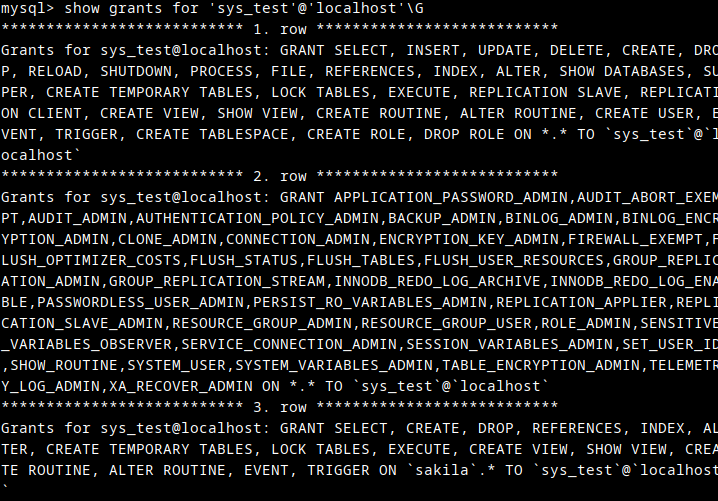 mysql> show grants for 'sys_test'@'localhost'\G
*************************** 1. row ***************************
Grants for sys_test@localhost: GRANT SELECT, INSERT, UPDATE, DELETE, CREATE, DRO
P, RELOAD, SHUTDOWN, PROCESS, FILE, REFERENCES, INDEX, ALTER, SHOW DATABASES, SU
PER, CREATE TEMPORARY TABLES, LOCK TABLES, EXECUTE, REPLICATION SLAVE, REPLICATI
ON CLIENT, CREATE VIEW, SHOW VIEW, CREATE ROUTINE, ALTER ROUTINE, CREATE USER, E
VENT, TRIGGER, CREATE TABLESPACE, CREATE ROLE, DROP ROLE ON *.* TO `sys_test`@`l
ocalhost`
*************************** 2. row ***************************
Grants for sys_test@localhost: GRANT APPLICATION_PASSWORD_ADMIN,AUDIT_ABORT_EXEM
PT,AUDIT_ADMIN,AUTHENTICATION_POLICY_ADMIN,BACKUP_ADMIN,BINLOG_ADMIN,BINLOG_ENCR
YPTION_ADMIN,CLONE_ADMIN,CONNECTION_ADMIN,ENCRYPTION_KEY_ADMIN,FIREWALL_EXEMPT,F
LUSH_OPTIMIZER_COSTS,FLUSH_STATUS,FLUSH_TABLES,FLUSH_USER_RESOURCES,GROUP_REPLIC
ATION_ADMIN,GROUP_REPLICATION_STREAM,INNODB_REDO_LOG_ARCHIVE,INNODB_REDO_LOG_ENA
BLE,PASSWORDLESS_USER_ADMIN,PERSIST_RO_VARIABLES_ADMIN,REPLICATION_APPLIER,REPLI
CATION_SLAVE_ADMIN,RESOURCE_GROUP_ADMIN,RESOURCE_GROUP_USER,ROLE_ADMIN,SENSITIVE
_VARIABLES_OBSERVER,SERVICE_CONNECTION_ADMIN,SESSION_VARIABLES_ADMIN,SET_USER_ID
,SHOW_ROUTINE,SYSTEM_USER,SYSTEM_VARIABLES_ADMIN,TABLE_ENCRYPTION_ADMIN,TELEMETR
Y_LOG_ADMIN,XA_RECOVER_ADMIN ON *.* TO `sys_test`@`localhost`
*************************** 3. row ***************************
Grants for sys_test@localhost: GRANT SELECT, CREATE, DROP, REFERENCES, INDEX, AL
TER, CREATE TEMPORARY TABLES, LOCK TABLES, EXECUTE, CREATE VIEW, SHOW VIEW, CREA
TE ROUTINE, ALTER ROUTINE, EVENT, TRIGGER ON `sakila`.* TO `sys_test`@`localhost
`